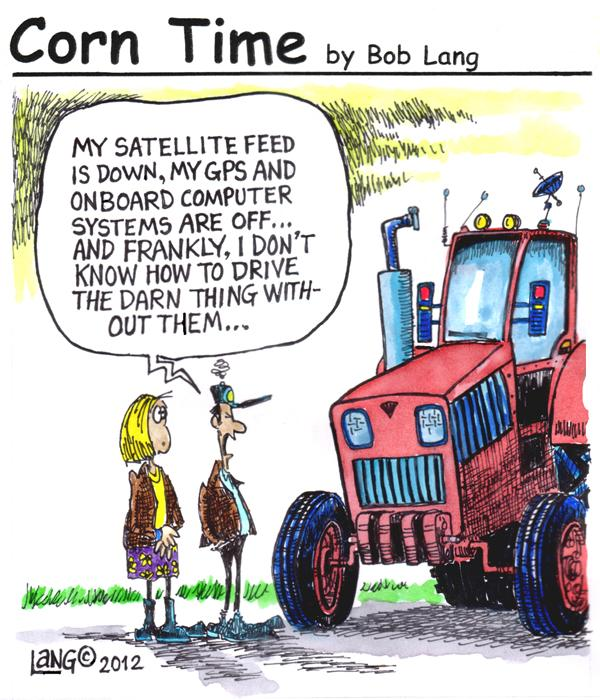 Corn Time by Bob Lang
MY SATELLITE FEED
IS DOWN, MY GPS AND
ONBOARD COMPUTER
SYSTEMS ARE OFF...
AND FRANKLY, I DON'T
KNOW HOW TO DRIVE
THE DARN THING WITH-
OUT THEM...
LANG© 2012